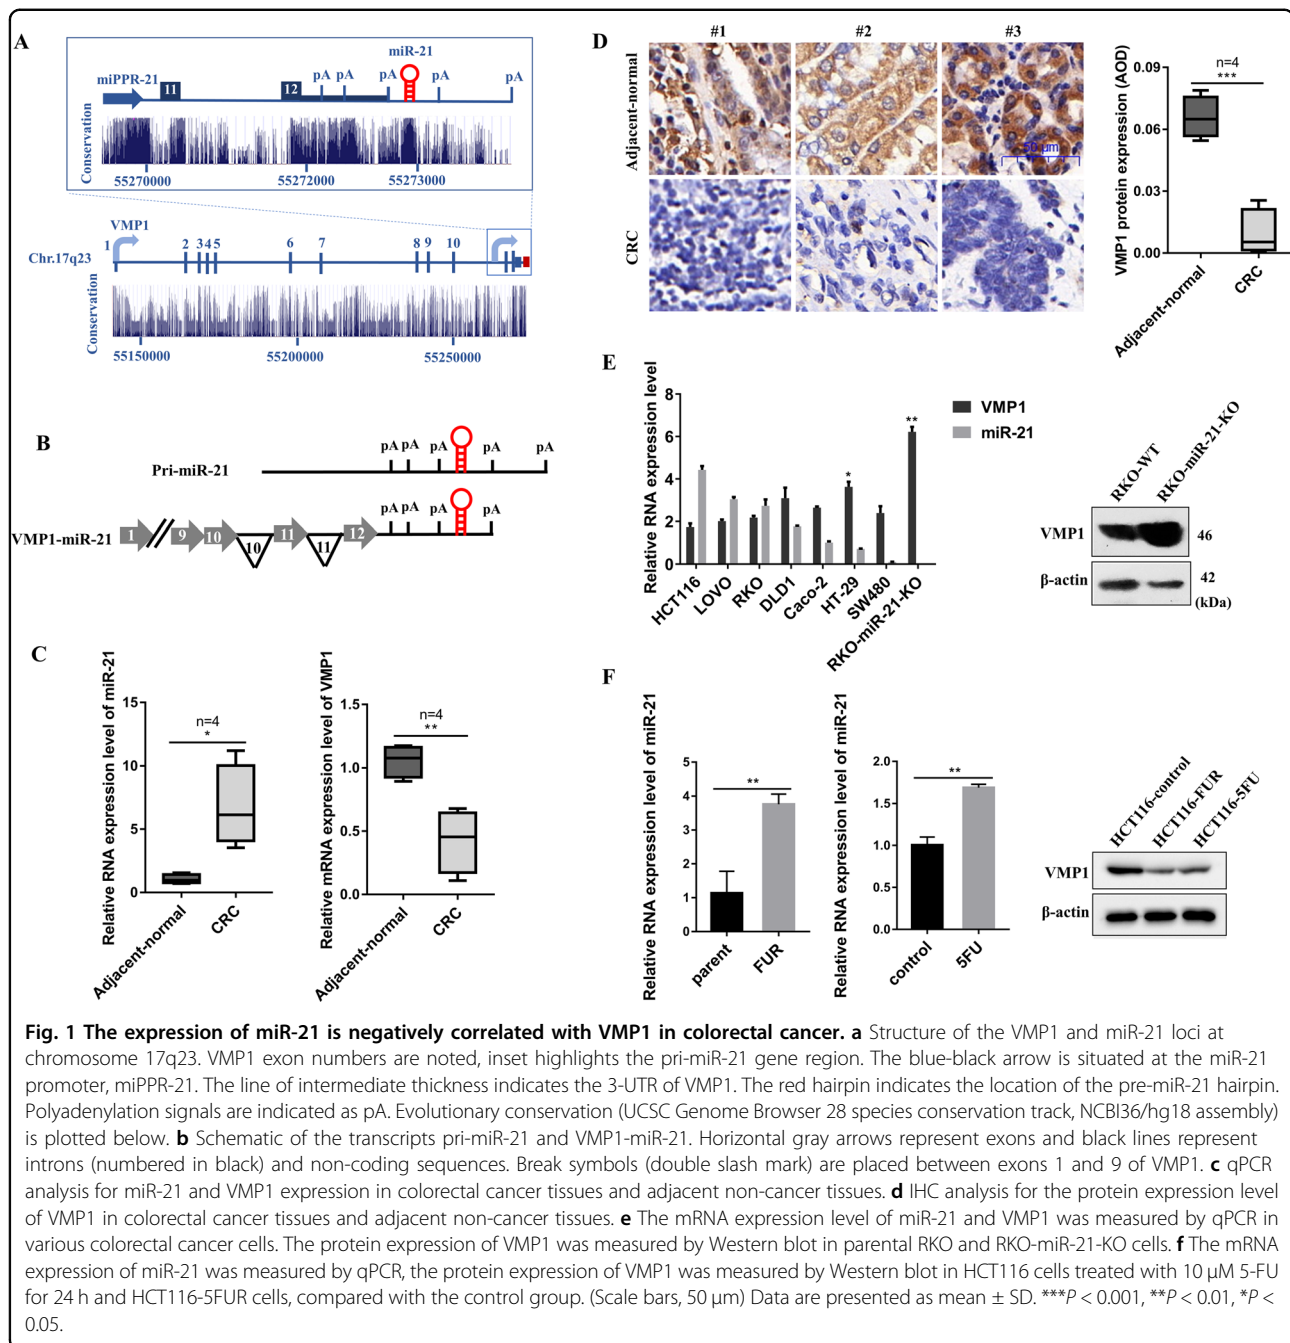 A
miR-21
miPPR-21
pA
pA
pA
pA
pA
11
12
Conservation
55270000
55272000
55273000
VMP1
1
2
3
4
5
6
7
8
9
10
Chr.17q23
Conservation
55150000
55200000
55250000
B
pA
pA
pA
pA
pA
Pri-miR-21
pA
pA
pA
pA
VMP1-miR-21
1
9
10
10
11
11
12
C
Relative RNA expression level of miR-21
15
10
5
0
n=4
*
Adjacent-normal
CRC
Relative mRNA expression level of VMP1
1.5
1.0
0.5
0.0
n=4
**
Adjacent-normal
CRC
D
#1
#2
#3
Adjacent-normal
CRC
50 µm
VMP1 protein expression (AOD)
0.09
0.06
0.03
0.00
n=4
***
Adjacent-normal
CRC
E
Relative RNA expression level
8
6
4
2
0
VMP1
miR-21
*
**
HCT116
LOVO
RKO
DLD1
Caco-2
HT-29
SW480
RKO-miR-21-KO
RKO-WT
RKO-miR-21-KO
VMP1
46
β-actin
42
(kDa)
F
Relative RNA expression level of miR-21
5
4
3
2
1
0
**
parent
FUR
Relative RNA expression level of miR-21
2.0
1.5
1.0
0.5
0.0
**
control
5FU
HCT116-control
HCT116-FUR
HCT116-5FU
VMP1
β-actin
Fig. 1 The expression of miR-21 is negatively correlated with VMP1 in colorectal cancer. a Structure of the VMP1 and miR-21 loci at
chromosome 17q23. VMP1 exon numbers are noted, inset highlights the pri-miR-21 gene region. The blue-black arrow is situated at the miR-21
promoter, miPPR-21. The line of intermediate thickness indicates the 3-UTR of VMP1. The red hairpin indicates the location of the pre-miR-21 hairpin.
Polyadenylation signals are indicated as pA. Evolutionary conservation (UCSC Genome Browser 28 species conservation track, NCBI36/hg18 assembly)
is plotted below. b Schematic of the transcripts pri-miR-21 and VMP1-miR-21. Horizontal gray arrows represent exons and black lines represent
introns (numbered in black) and non-coding sequences. Break symbols (double slash mark) are placed between exons 1 and 9 of VMP1. c qPCR
analysis for miR-21 and VMP1 expression in colorectal cancer tissues and adjacent non-cancer tissues. d IHC analysis for the protein expression level
of VMP1 in colorectal cancer tissues and adjacent non-cancer tissues. e The mRNA expression level of miR-21 and VMP1 was measured by qPCR in
various colorectal cancer cells. The protein expression of VMP1 was measured by Western blot in parental RKO and RKO-miR-21-KO cells. f The mRNA
expression of miR-21 was measured by qPCR, the protein expression of VMP1 was measured by Western blot in HCT116 cells treated with 10 µM 5-FU
for 24 h and HCT116-5FUR cells, compared with the control group. (Scale bars, 50 µm) Data are presented as mean ± SD. ***P < 0.001, **P < 0.01, *P <
0.05.